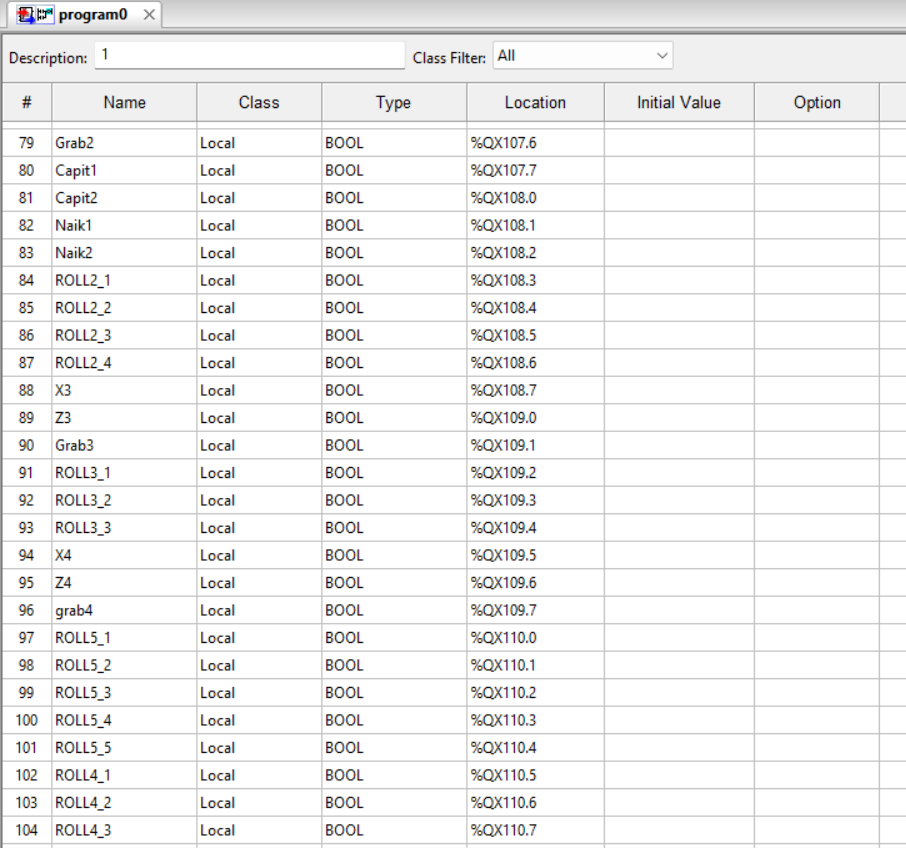 program0
Description: 1 Class Filter: All
# Name Class Type Location Initial Value Option
79 Grab2 Local BOOL %QX107.6
80 Capit1 Local BOOL %QX107.7
81 Capit2 Local BOOL %QX108.0
82 Naik1 Local BOOL %QX108.1
83 Naik2 Local BOOL %QX108.2
84 ROLL2_1 Local BOOL %QX108.3
85 ROLL2_2 Local BOOL %QX108.4
86 ROLL2_3 Local BOOL %QX108.5
87 ROLL2_4 Local BOOL %QX108.6
88 X3 Local BOOL %QX108.7
89 Z3 Local BOOL %QX109.0
90 Grab3 Local BOOL %QX109.1
91 ROLL3_1 Local BOOL %QX109.2
92 ROLL3_2 Local BOOL %QX109.3
93 ROLL3_3 Local BOOL %QX109.4
94 X4 Local BOOL %QX109.5
95 Z4 Local BOOL %QX109.6
96 grab4 Local BOOL %QX109.7
97 ROLL5_1 Local BOOL %QX110.0
98 ROLL5_2 Local BOOL %QX110.1
99 ROLL5_3 Local BOOL %QX110.2
100 ROLL5_4 Local BOOL %QX110.3
101 ROLL5_5 Local BOOL %QX110.4
102 ROLL4_1 Local BOOL %QX110.5
103 ROLL4_2 Local BOOL %QX110.6
104 ROLL4_3 Local BOOL %QX110.7